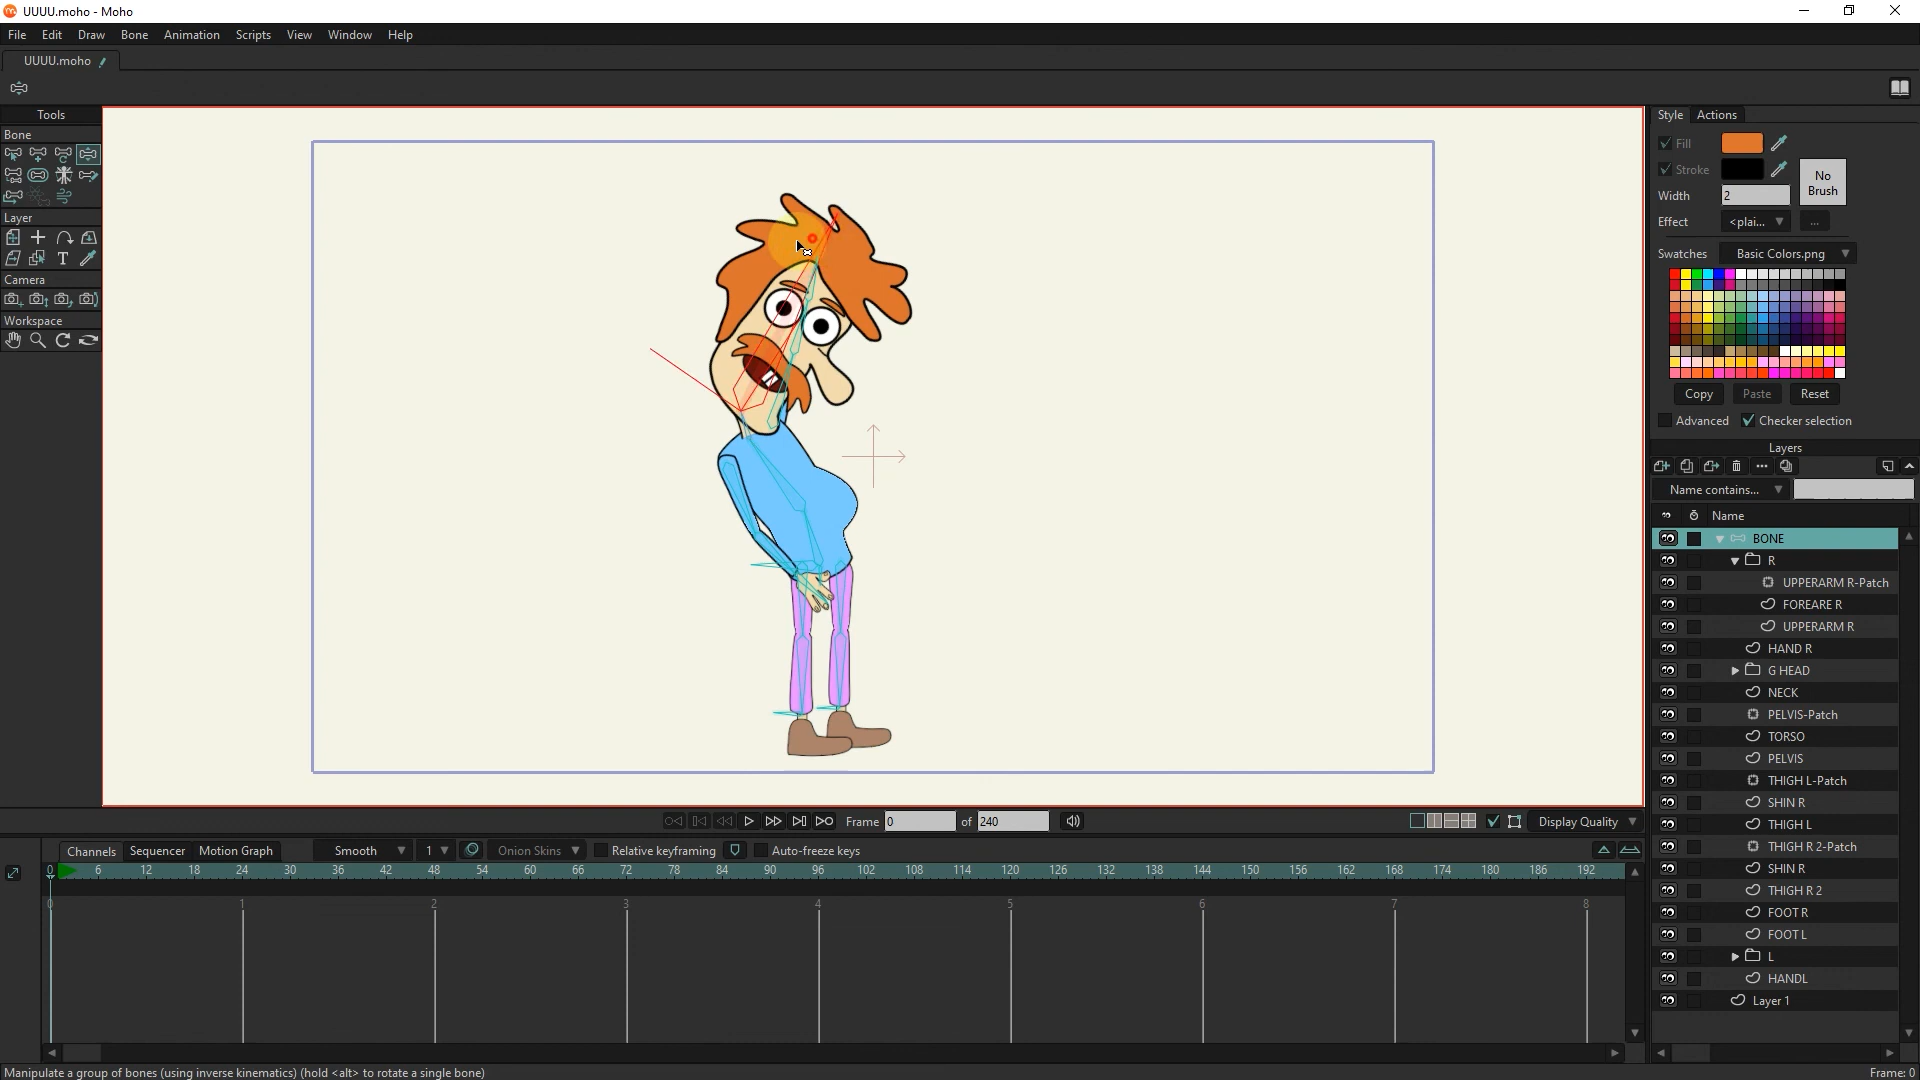 UUUU.moho - Moho
File Edit Draw Bone Animation Scripts View Window Help
UUUU.moho
Tools
Bone
Layer
Camera
Workspace
Style Actions
Fill
Stroke
No Brush
Width 2
Effect <plai... ...
Swatches Basic Colors.png
Copy Paste Reset
Advanced Checker selection
Layers
Name contains...
Name
BONE
R
UPPERARM R-Patch
FOREARE R
UPPERARM R
HAND R
G HEAD
NECK
PELVIS-Patch
TORSO
PELVIS
THIGH L-Patch
SHIN R
THIGH L
THIGH R 2-Patch
SHIN R
THIGH R 2
FOOT R
FOOT L
L
HANDL
Layer 1
Frame 0 of 240 Display Quality
Channels Sequencer Motion Graph Smooth 1 Onion Skins Relative keyframing Auto-freeze keys
0 6 12 18 24 30 36 42 48 54 60 66 72 78 84 90 96 102 108 114 120 126 132 138 144 150 156 162 168 174 180 186 192
0 1 2 3 4 5 6 7 8
Manipulate a group of bones (using inverse kinematics) (hold <alt> to rotate a single bone) Frame: 0